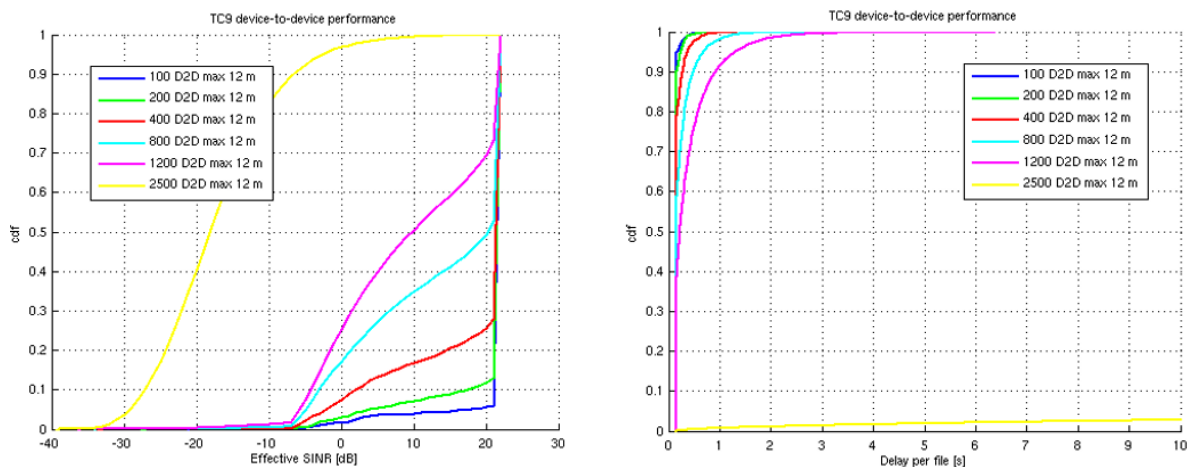 TC9 device-to-device performance
1
0.9
0.8
0.7
0.6
0.5
0.4
0.3
0.2
0.1
0
cdf
100 D2D max 12 m
200 D2D max 12 m
400 D2D max 12 m
800 D2D max 12 m
1200 D2D max 12 m
2500 D2D max 12 m
-40 -30 -20 -10 0 10 20 30
Effective SINR [dB]
TC9 device-to-device performance
1
0.9
0.8
0.7
0.6
0.5
0.4
0.3
0.2
0.1
0
cdf
100 D2D max 12 m
200 D2D max 12 m
400 D2D max 12 m
800 D2D max 12 m
1200 D2D max 12 m
2500 D2D max 12 m
0 1 2 3 4 5 6 7 8 9 10
Delay per file [s]